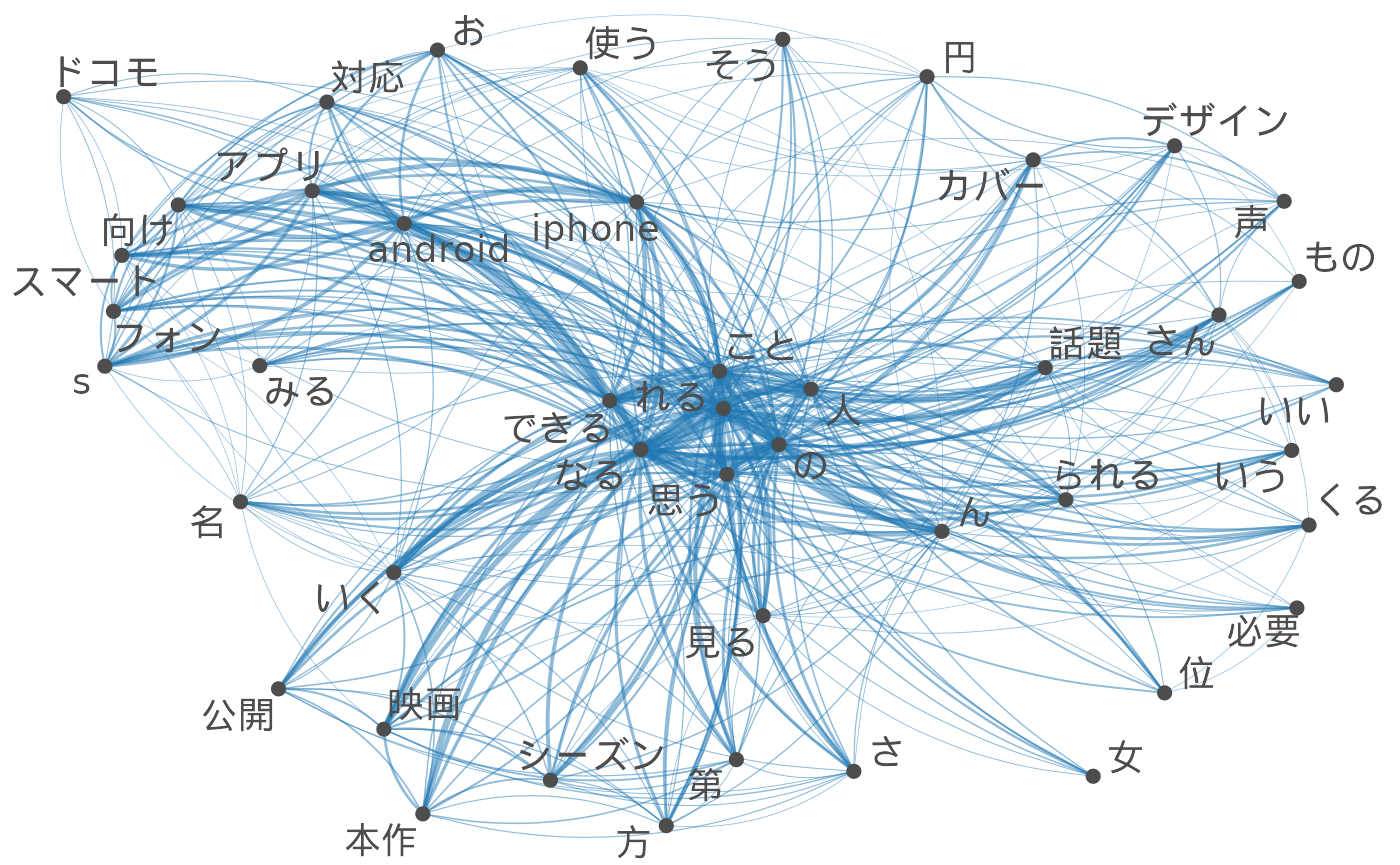 お
使う
そう
円
ドコモ
対応
デザイン
アプリ
カバー
向け
iphone
声
android
もの
スマート
フォン
こと
話題
さん
s
みる
れる
人
いい
できる
なる
の
られる
いう
思う
ん
くる
名
いく
見る
必要
公開
映画
位
シーズン
第
さ
女
本作
方